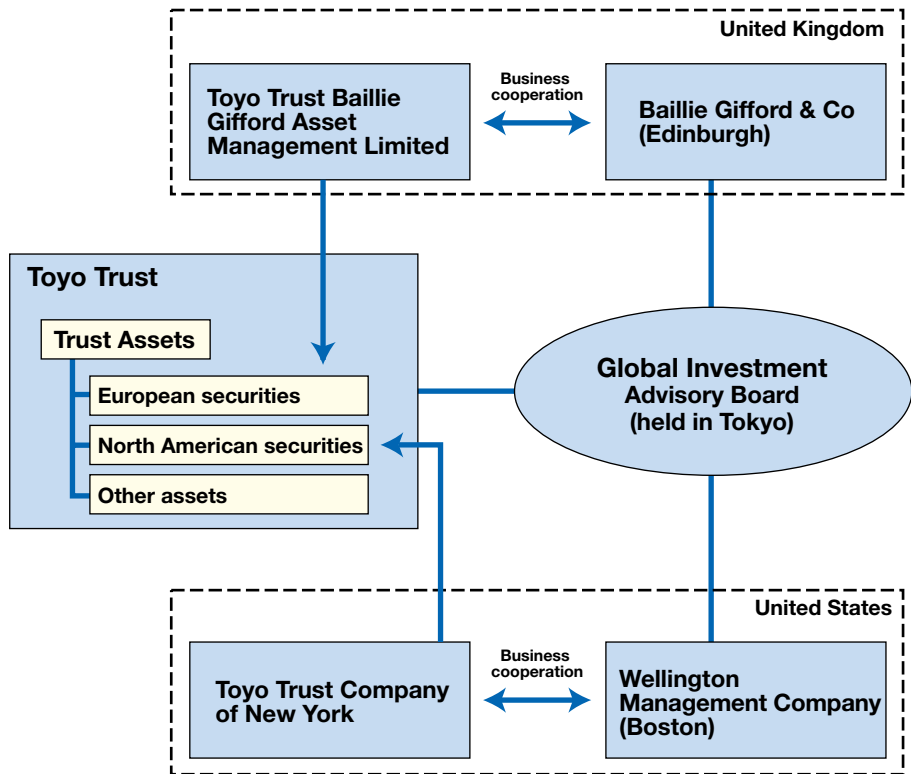 United Kingdom
Toyo Trust Baillie
Gifford Asset
Management Limited
Business
cooperation
Baillie Gifford & Co
(Edinburgh)
Toyo Trust
Trust Assets
European securities
North American securities
Other assets
Global Investment
Advisory Board
(held in Tokyo)
United States
Toyo Trust Company
of New York
Business
cooperation
Wellington
Management Company
(Boston)